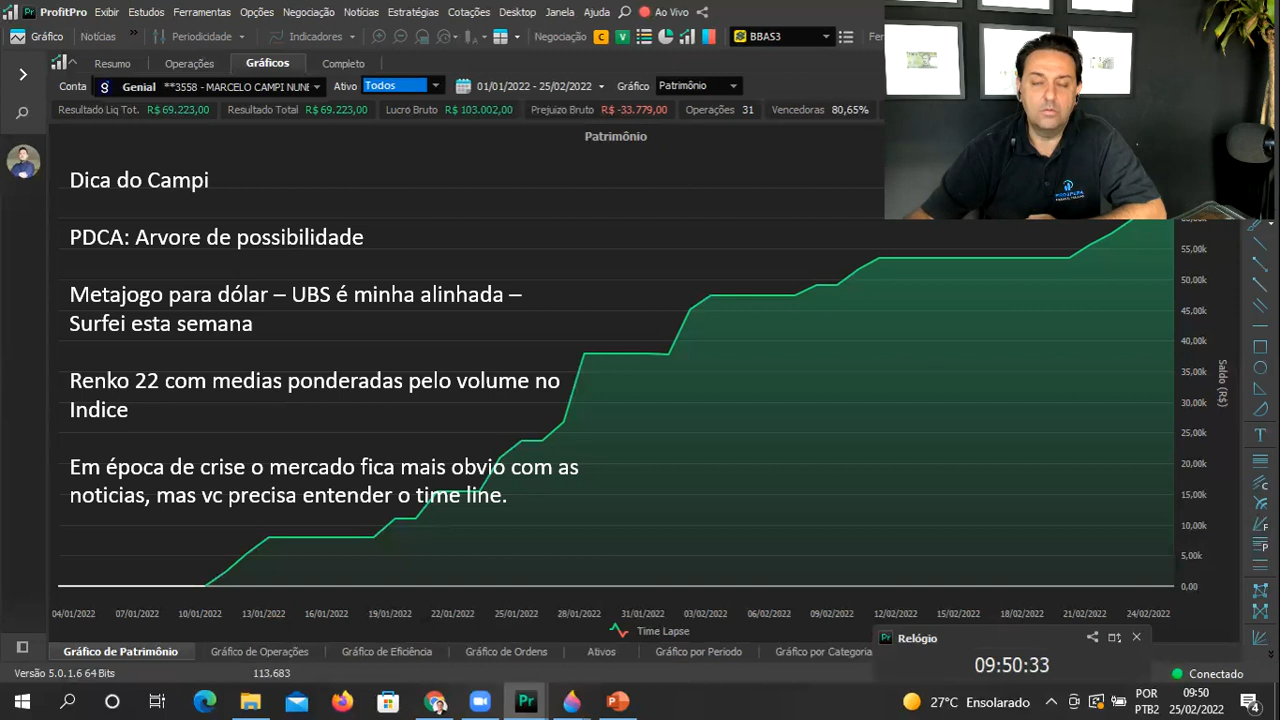 ProfitPro Exibir Estudos Ferramentas Opções Negociação Notícias Estratégia Cotações Desktop Janela Ajuda Ao Vivo
Gráfico Notícias » Periodicidade Indicadores Negociação C V BBAS3
Resumo Operações Gráficos Completo
Conta Genial **3558 - MARCELO CAMPI NUNE Ativo Todos 01/01/2022 - 25/02/2022 Gráfico Patrimônio
Resultado Liq Tot. R$ 69.223,00 Resultado Total R$ 69.223,00 Lucro Bruto R$ 103.002,00 Prejuizo Bruto R$ -33.779,00 Operações 31 Vencedoras 80,65%
Patrimônio
Dica do Campi
PDCA: Arvore de possibilidade
Metajogo para dólar – UBS é minha alinhada –
Surfei esta semana
Renko 22 com medias ponderadas pelo volume no
Indice
Em época de crise o mercado fica mais obvio com as
noticias, mas vc precisa entender o time line.
55,00k
50,00k
45,00k
40,00k
35,00k
30,00k
25,00k
20,00k
15,00k
10,00k
5,00k
0,00
Saldo (R$)
04/01/2022 07/01/2022 10/01/2022 13/01/2022 16/01/2022 19/01/2022 22/01/2022 25/01/2022 28/01/2022 31/01/2022 03/02/2022 06/02/2022 09/02/2022 12/02/2022 15/02/2022 18/02/2022 21/02/2022 24/02/2022
Time Lapse
Gráfico de Patrimônio Gráfico de Operações Gráfico de Eficiência Gráfico de Ordens Ativos Gráfico por Periodo Gráfico por Categoria
Relógio
09:50:33
Versão 5.0.1.6 64 Bits 113.683 Conectado
27°C Ensolarado POR PTB2 09:50 25/02/2022 4